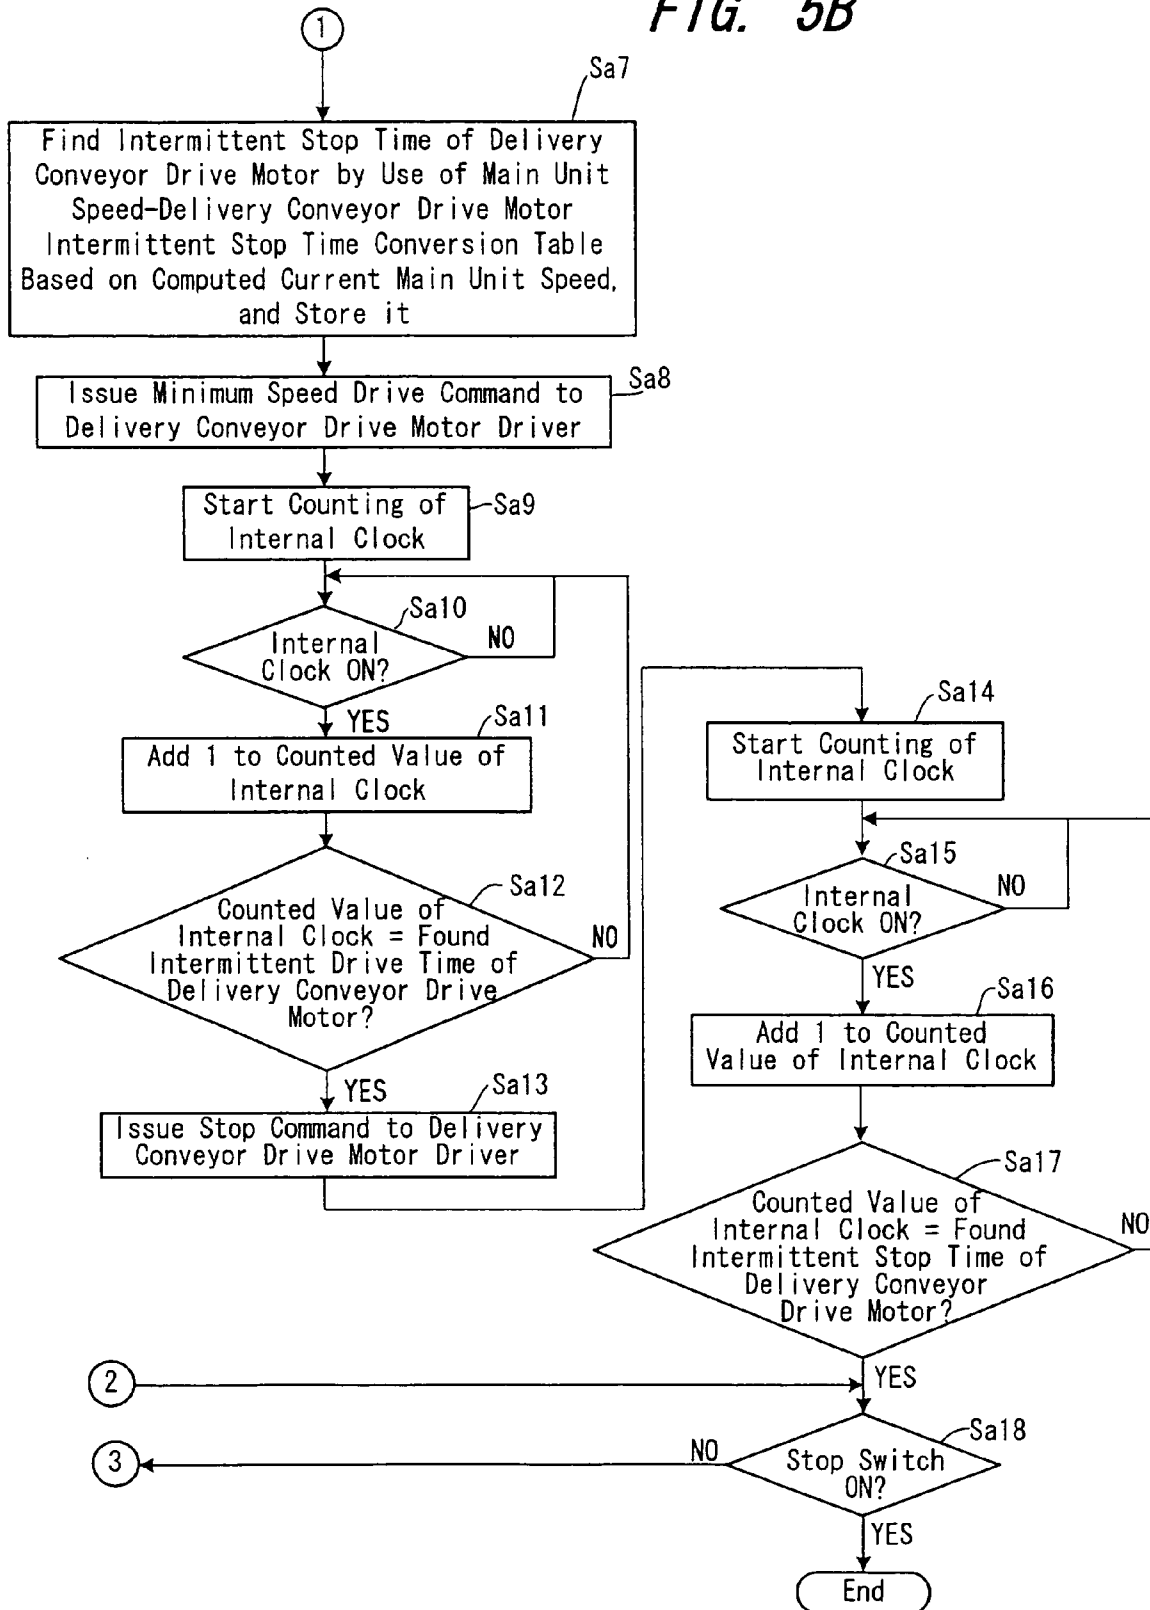 FIG. 5B
1
Sa7
Find Intermittent Stop Time of Delivery
Conveyor Drive Motor by Use of Main Unit
Speed-Delivery Conveyor Drive Motor
Intermittent Stop Time Conversion Table
Based on Computed Current Main Unit Speed,
and Store it
Sa8
Issue Minimum Speed Drive Command to
Delivery Conveyor Drive Motor Driver
Sa9
Start Counting of
Internal Clock
Sa10
Internal
Clock ON?
NO
YES
Sa11
Add 1 to Counted Value of
Internal Clock
Sa12
Counted Value of
Internal Clock = Found
Intermittent Drive Time of
Delivery Conveyor Drive
Motor?
NO
YES
Sa13
Issue Stop Command to Delivery
Conveyor Drive Motor Driver
Sa14
Start Counting of
Internal Clock
Sa15
Internal
Clock ON?
NO
YES
Sa16
Add 1 to Counted
Value of Internal Clock
Sa17
Counted Value of
Internal Clock = Found
Intermittent Stop Time of
Delivery Conveyor
Drive Motor?
NO
YES
2
Sa18
Stop Switch
ON?
NO
3
YES
End